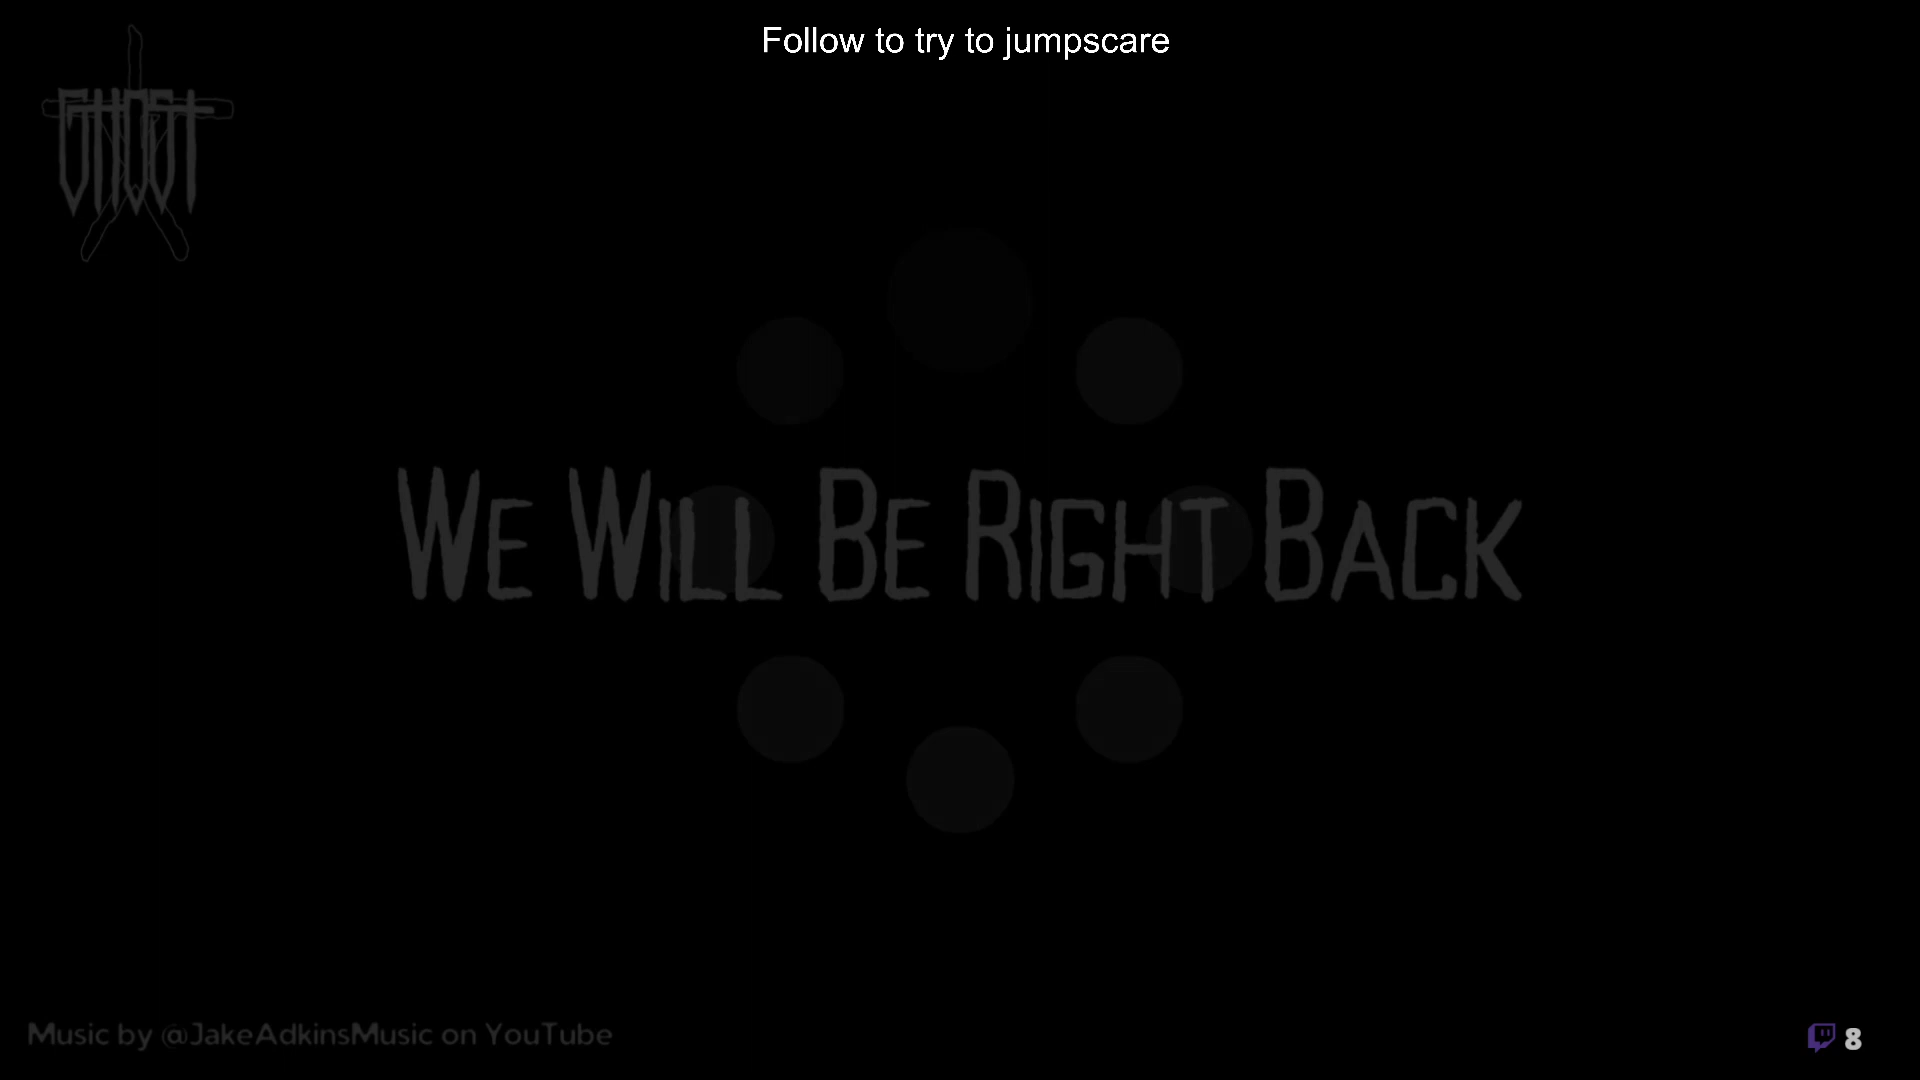 Follow to try to jumpscare
GHOST
We Will Be Right Back
Music by @JakeAdkinsMusic on YouTube
8